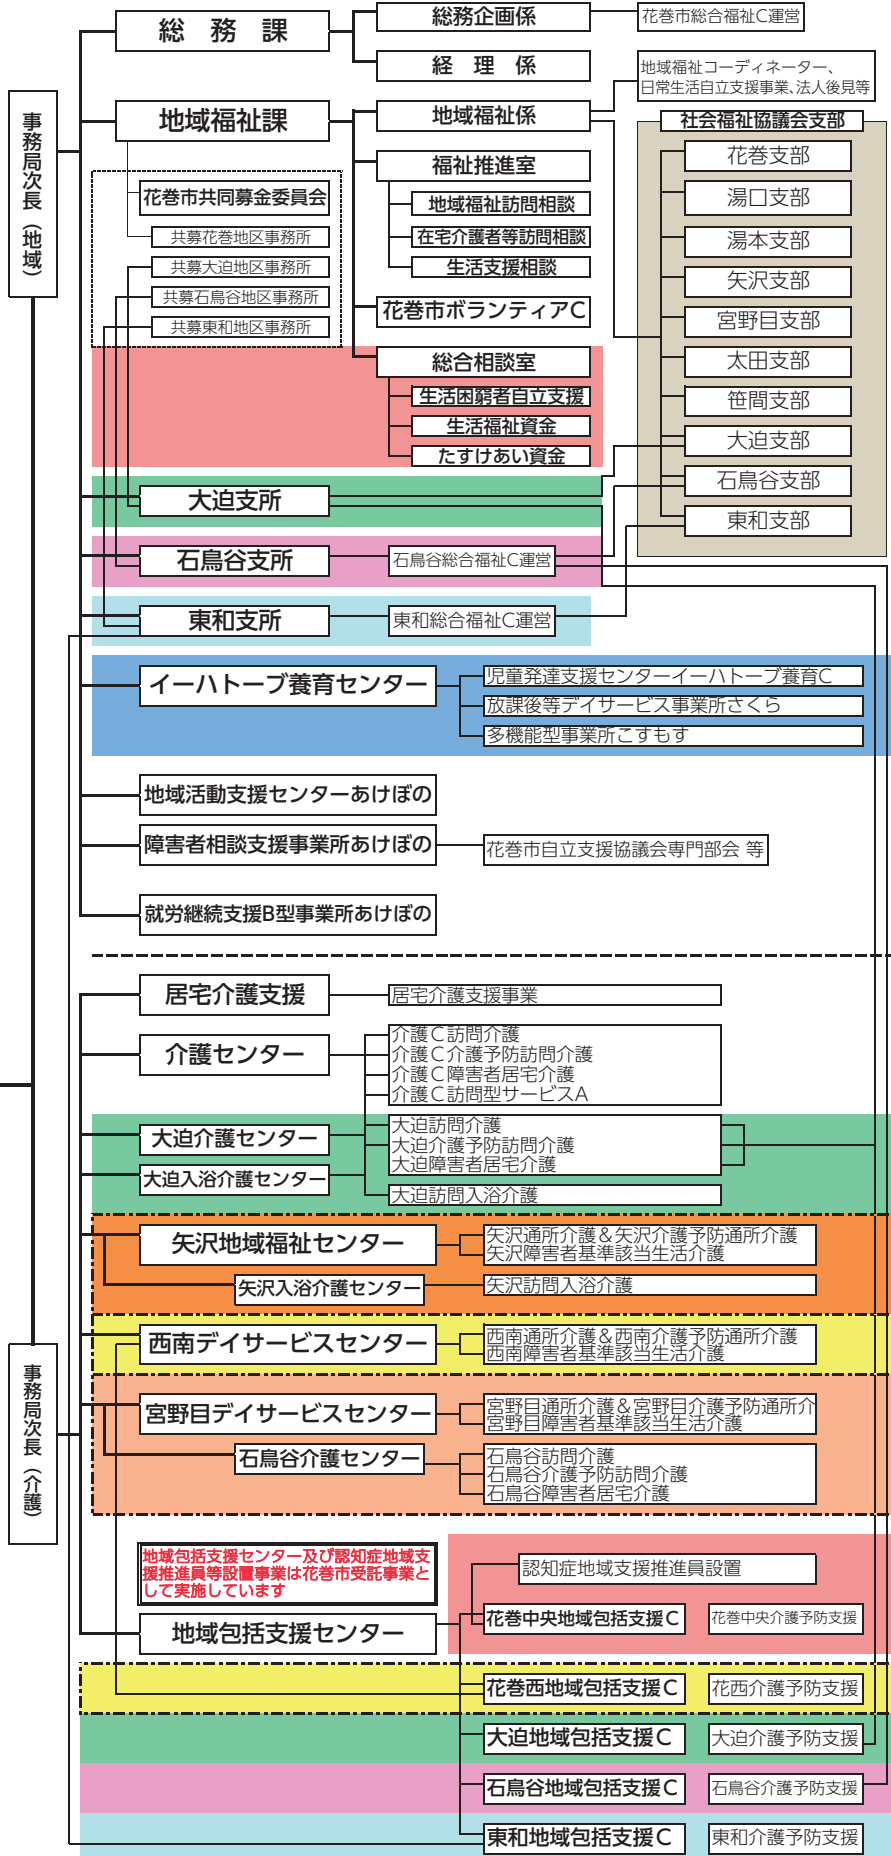 総務課
総務企画係
花巻市総合福祉C運営
経理係
地域福祉コーディネーター、
日常生活自立支援事業、法人後見等
事務局次長（地域）
地域福祉課
地域福祉係
社会福祉協議会支部
花巻支部
湯口支部
湯本支部
矢沢支部
宮野目支部
太田支部
笹間支部
大迫支部
石鳥谷支部
東和支部
福祉推進室
地域福祉訪問相談
在宅介護者等訪問相談
生活支援相談
花巻市共同募金委員会
共募花巻地区事務所
共募大迫地区事務所
共募石鳥谷地区事務所
共募東和地区事務所
花巻市ボランティアC
総合相談室
生活困窮者自立支援
生活福祉資金
たすけあい資金
大迫支所
石鳥谷支所
石鳥谷総合福祉C運営
東和支所
東和総合福祉C運営
イーハトーブ養育センター
児童発達支援センターイーハトーブ養育C
放課後等デイサービス事業所さくら
多機能型事業所こすもす
地域活動支援センターあけぼの
障害者相談支援事業所あけぼの
花巻市自立支援協議会専門部会 等
就労継続支援B型事業所あけぼの
居宅介護支援
居宅介護支援事業
介護センター
介護C訪問介護
介護C介護予防訪問介護
介護C障害者居宅介護
介護C訪問型サービスA
大迫介護センター
大迫訪問介護
大迫介護予防訪問介護
大迫障害者居宅介護
大迫入浴介護センター
大迫訪問入浴介護
矢沢地域福祉センター
矢沢通所介護＆矢沢介護予防通所介護
矢沢障害者基準該当生活介護
矢沢入浴介護センター
矢沢訪問入浴介護
事務局次長（介護）
西南デイサービスセンター
西南通所介護＆西南介護予防通所介護
西南障害者基準該当生活介護
宮野目デイサービスセンター
宮野目通所介護＆宮野目介護予防通所介
宮野目障害者基準該当生活介護
石鳥谷介護センター
石鳥谷訪問介護
石鳥谷介護予防訪問介護
石鳥谷障害者居宅介護
地域包括支援センター及び認知症地域支
援推進員等設置事業は花巻市受託事業と
して実施しています
認知症地域支援推進員設置
地域包括支援センター
花巻中央地域包括支援C
花巻中央介護予防支援
花巻西地域包括支援C
花西介護予防支援
大迫地域包括支援C
大迫介護予防支援
石鳥谷地域包括支援C
石鳥谷介護予防支援
東和地域包括支援C
東和介護予防支援